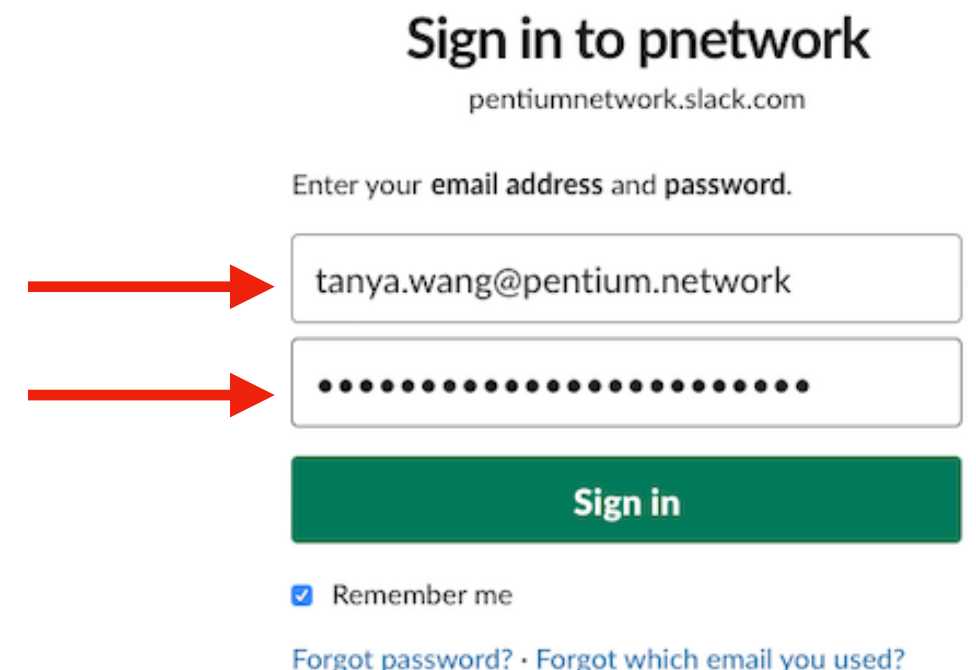 Sign in to pnetwork
pentiumnetwork.slack.com
Enter your email address and password.
tanya.wang@pentium.network
••••••••••••••••••••••••
Sign in
Remember me
Forgot password? · Forgot which email you used?